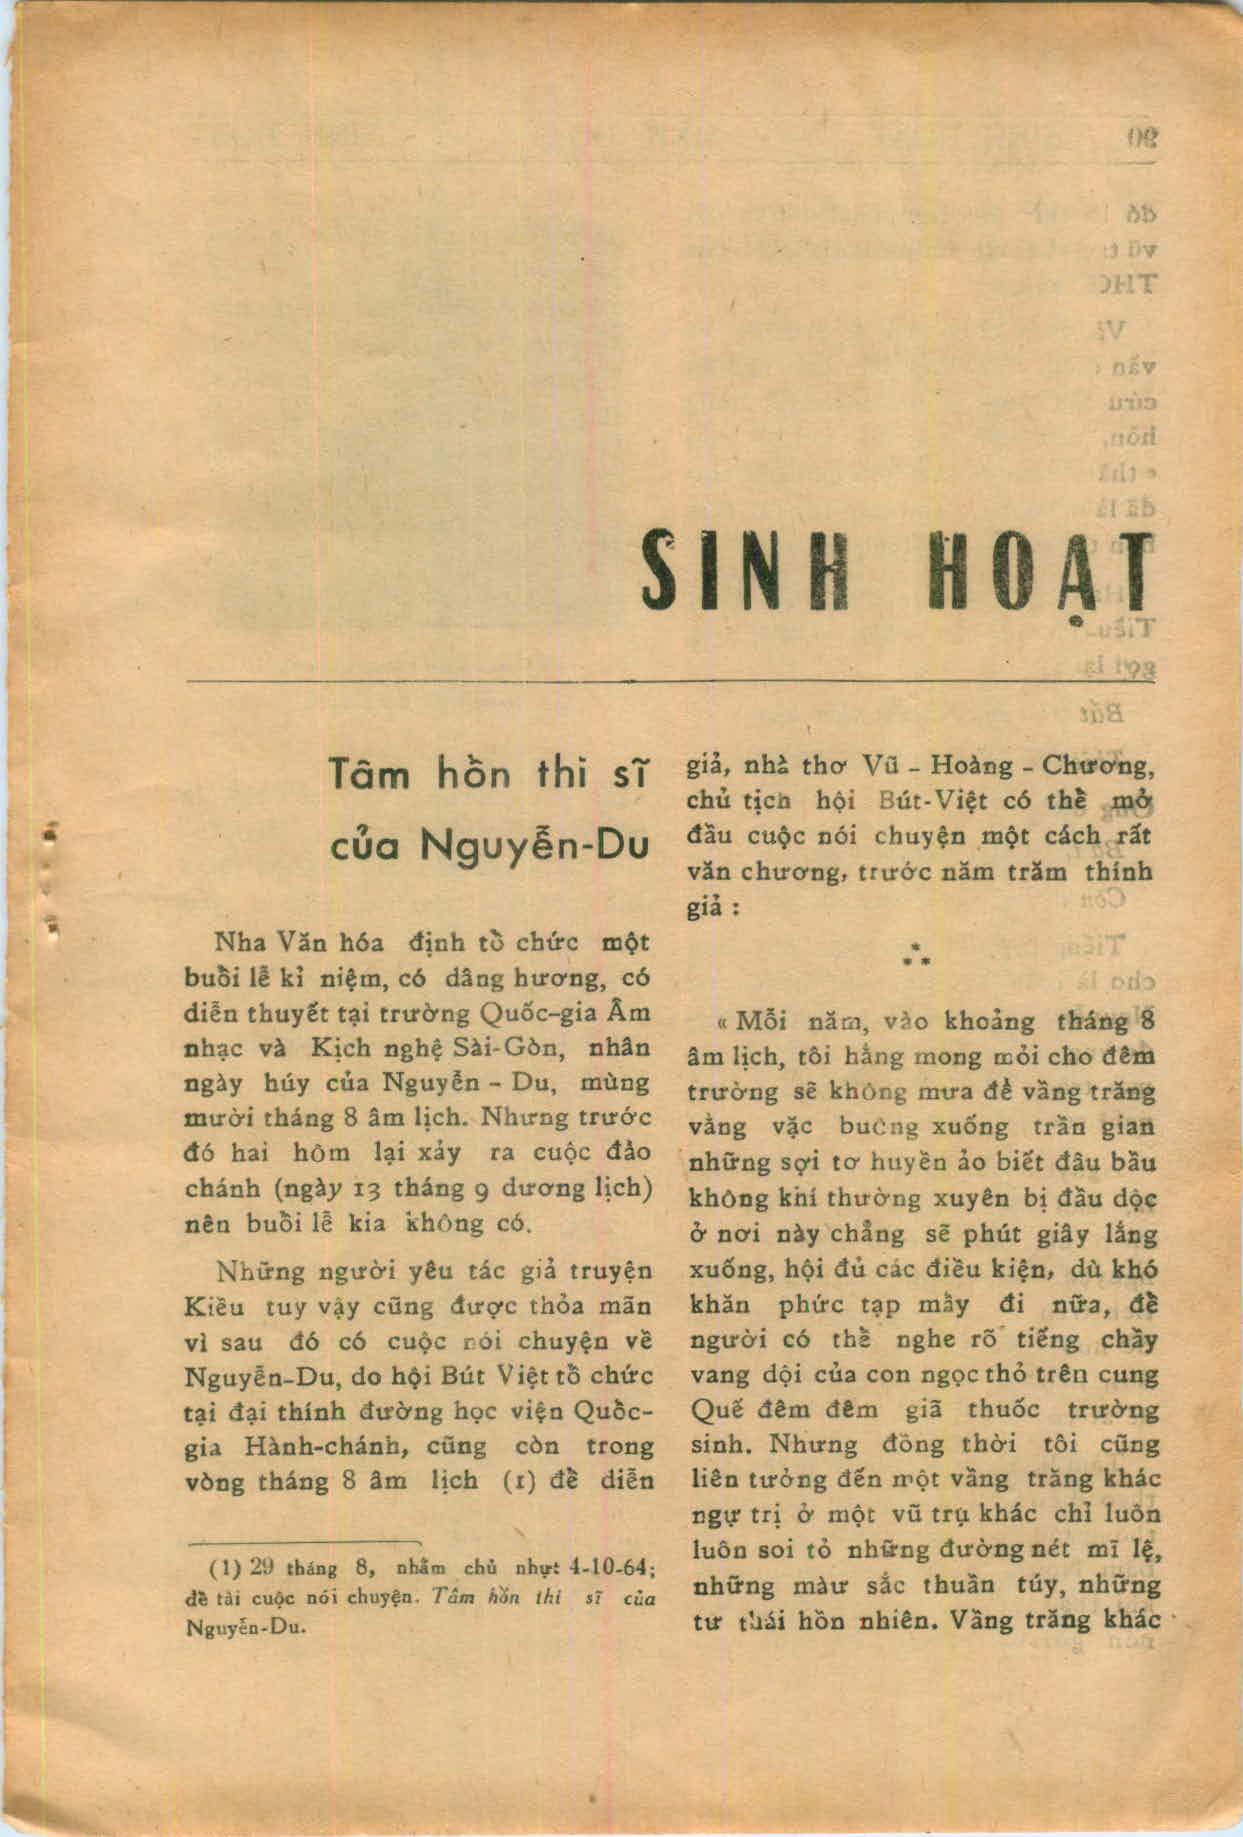 SINH HOẠT
Tâm hồn thi sĩ
của Nguyễn-Du
Nha Văn hóa định tổ chức một
buổi lễ kỉ niệm, có dâng hương, có
diễn thuyết tại trường Quốc-gia Âm
nhạc và Kịch nghệ Sài-Gòn, nhân
ngày húy của Nguyễn - Du, mùng
mười tháng 8 âm lịch. Nhưng trước
đó hai hôm lại xảy ra cuộc đảo
chánh (ngày 13 tháng 9 dương lịch)
nên buổi lễ kia không có.
Những người yêu tác giả truyện
Kiều tuy vậy cũng được thỏa mãn
vì sau đó có cuộc nói chuyện về
Nguyễn-Du, do hội Bút Việt tổ chức
tại đại thính đường học viện Quốc-
gia Hành-chánh, cũng còn trong
vòng tháng 8 âm lịch (1) để diễn
(1) 29 tháng 8, nhằm chủ nhựt 4-10-64;
đề tài cuộc nói chuyện. Tâm hồn thi sĩ của
Nguyễn-Du.
giả, nhà thơ Vũ - Hoàng - Chương,
chủ tịch hội Bút-Việt có thể mở
đầu cuộc nói chuyện một cách rất
văn chương, trước năm trăm thính
giả :
* * *
« Mỗi năm, vào khoảng tháng 8
âm lịch, tôi hằng mong mỏi cho đêm
trường sẽ không mưa để vầng trăng
vằng vặc buông xuống trần gian
những sợi tơ huyền ảo biết đâu bầu
không khí thường xuyên bị đầu độc
ở nơi này chẳng sẽ phút giây lắng
xuống, hội đủ các điều kiện, dù khó
khăn phức tạp mấy đi nữa, để
người có thể nghe rõ tiếng chầy
vang dội của con ngọc thỏ trên cung
Quế đêm đêm giã thuốc trường
sinh. Nhưng đồng thời tôi cũng
liên tưởng đến một vầng trăng khác
ngự trị ở một vũ trụ khác chỉ luôn
luôn soi tỏ những đường nét mĩ lệ,
những màu sắc thuần túy, những
tư thái hồn nhiên. Vầng trăng khác